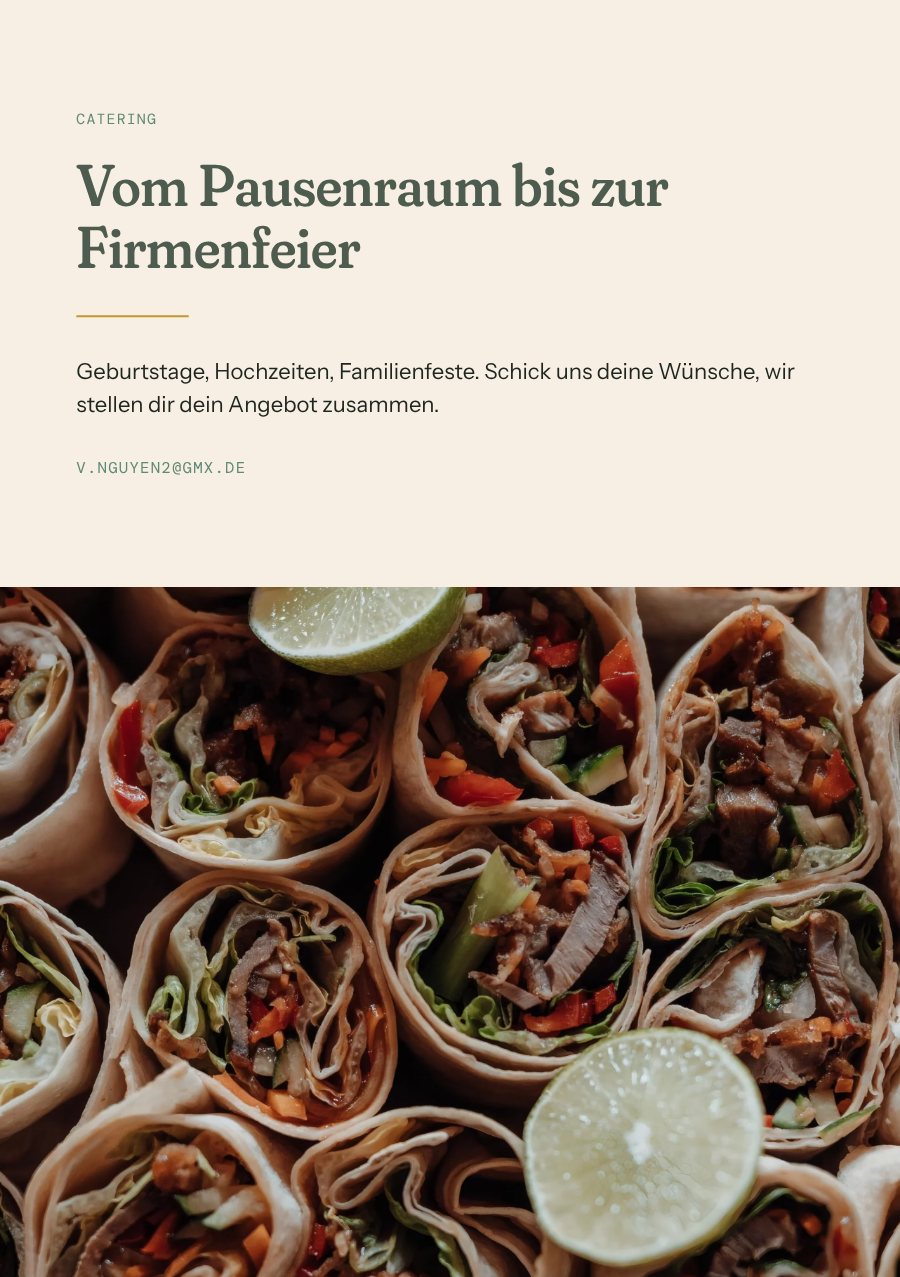 CATERING
Vom Pausenraum bis zur
Firmenfeier
Geburtstage, Hochzeiten, Familienfeste. Schick uns deine Wünsche, wir
stellen dir dein Angebot zusammen.
V.NGUYEN2@GMX.DE